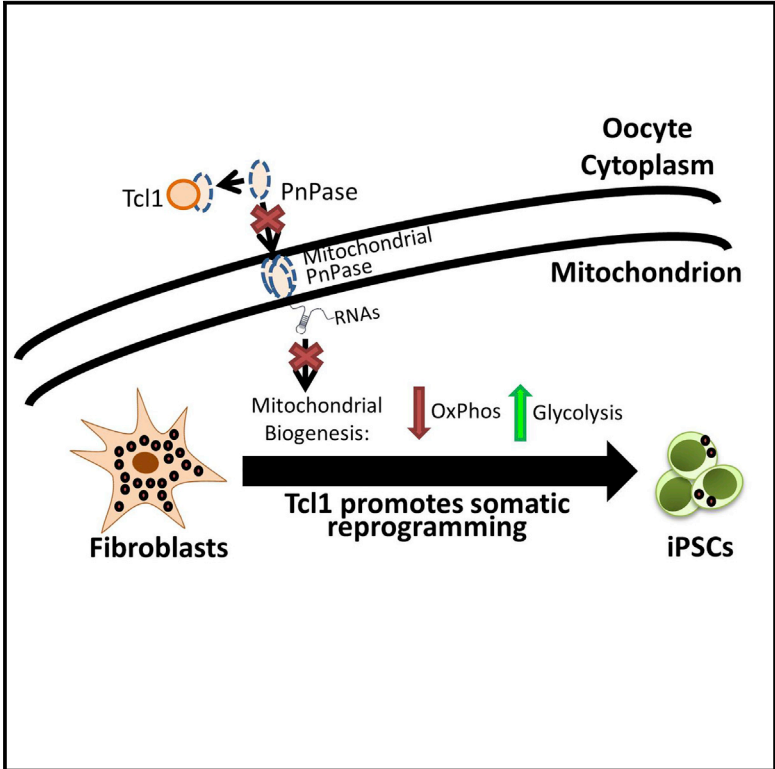 Oocyte
Cytoplasm
Tcl1
PnPase
Mitochondrial
PnPase
Mitochondrion
RNAs
Mitochondrial
Biogenesis:
OxPhos
Glycolysis
Tcl1 promotes somatic
reprogramming
Fibroblasts
iPSCs